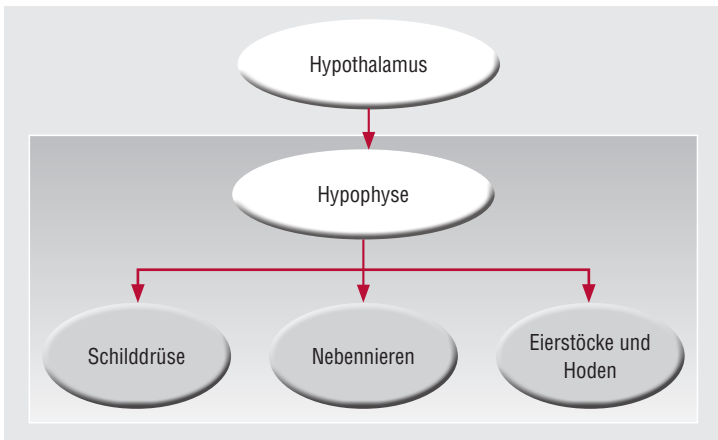 Hypothalamus
Hypophyse
Schilddrüse
Nebennieren
Eierstöcke und
Hoden